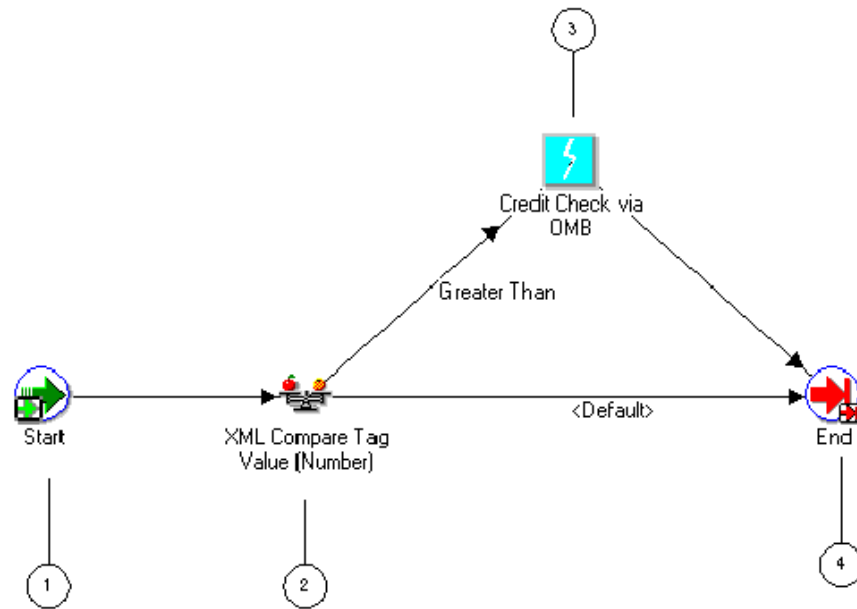 3
Credit Check via
OMB
Greater Than
Start
XML Compare Tag
Value (Number)
<Default>
End
1
2
4